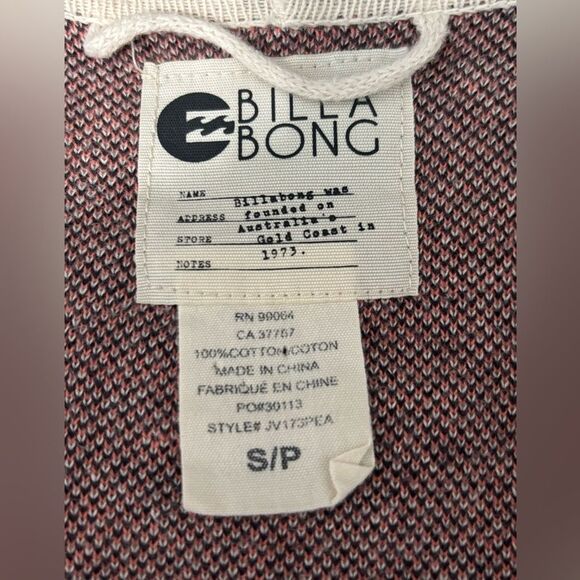 BILLA
BONG
NAME
Billabong was
ADDRESS
founded on
Australia's
STORE
Gold Coast in
NOTES
1973.
RN 99064
CA 37767
100%COTTON/COTON
MADE IN CHINA
FABRIQUÉ EN CHINE
PO#30113
STYLE# JV173PEA
S/P